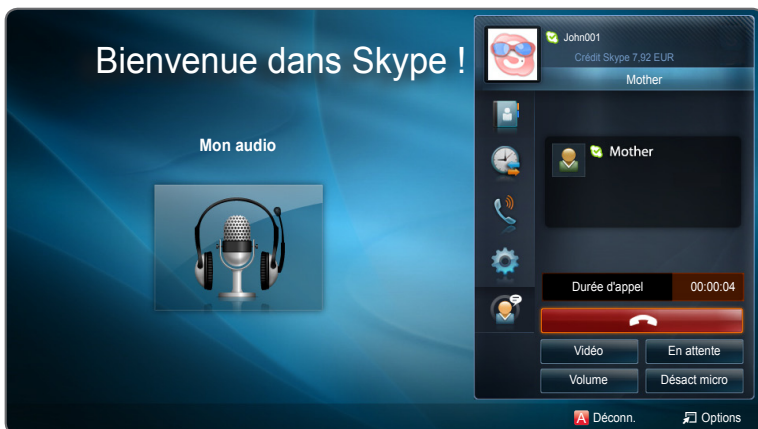 Bienvenue dans Skype !
Mon audio
John001
Crédit Skype 7,92 EUR
Mother
Mother
Durée d'appel 00:00:04
Vidéo En attente
Volume Désact micro
A Déconn. Options